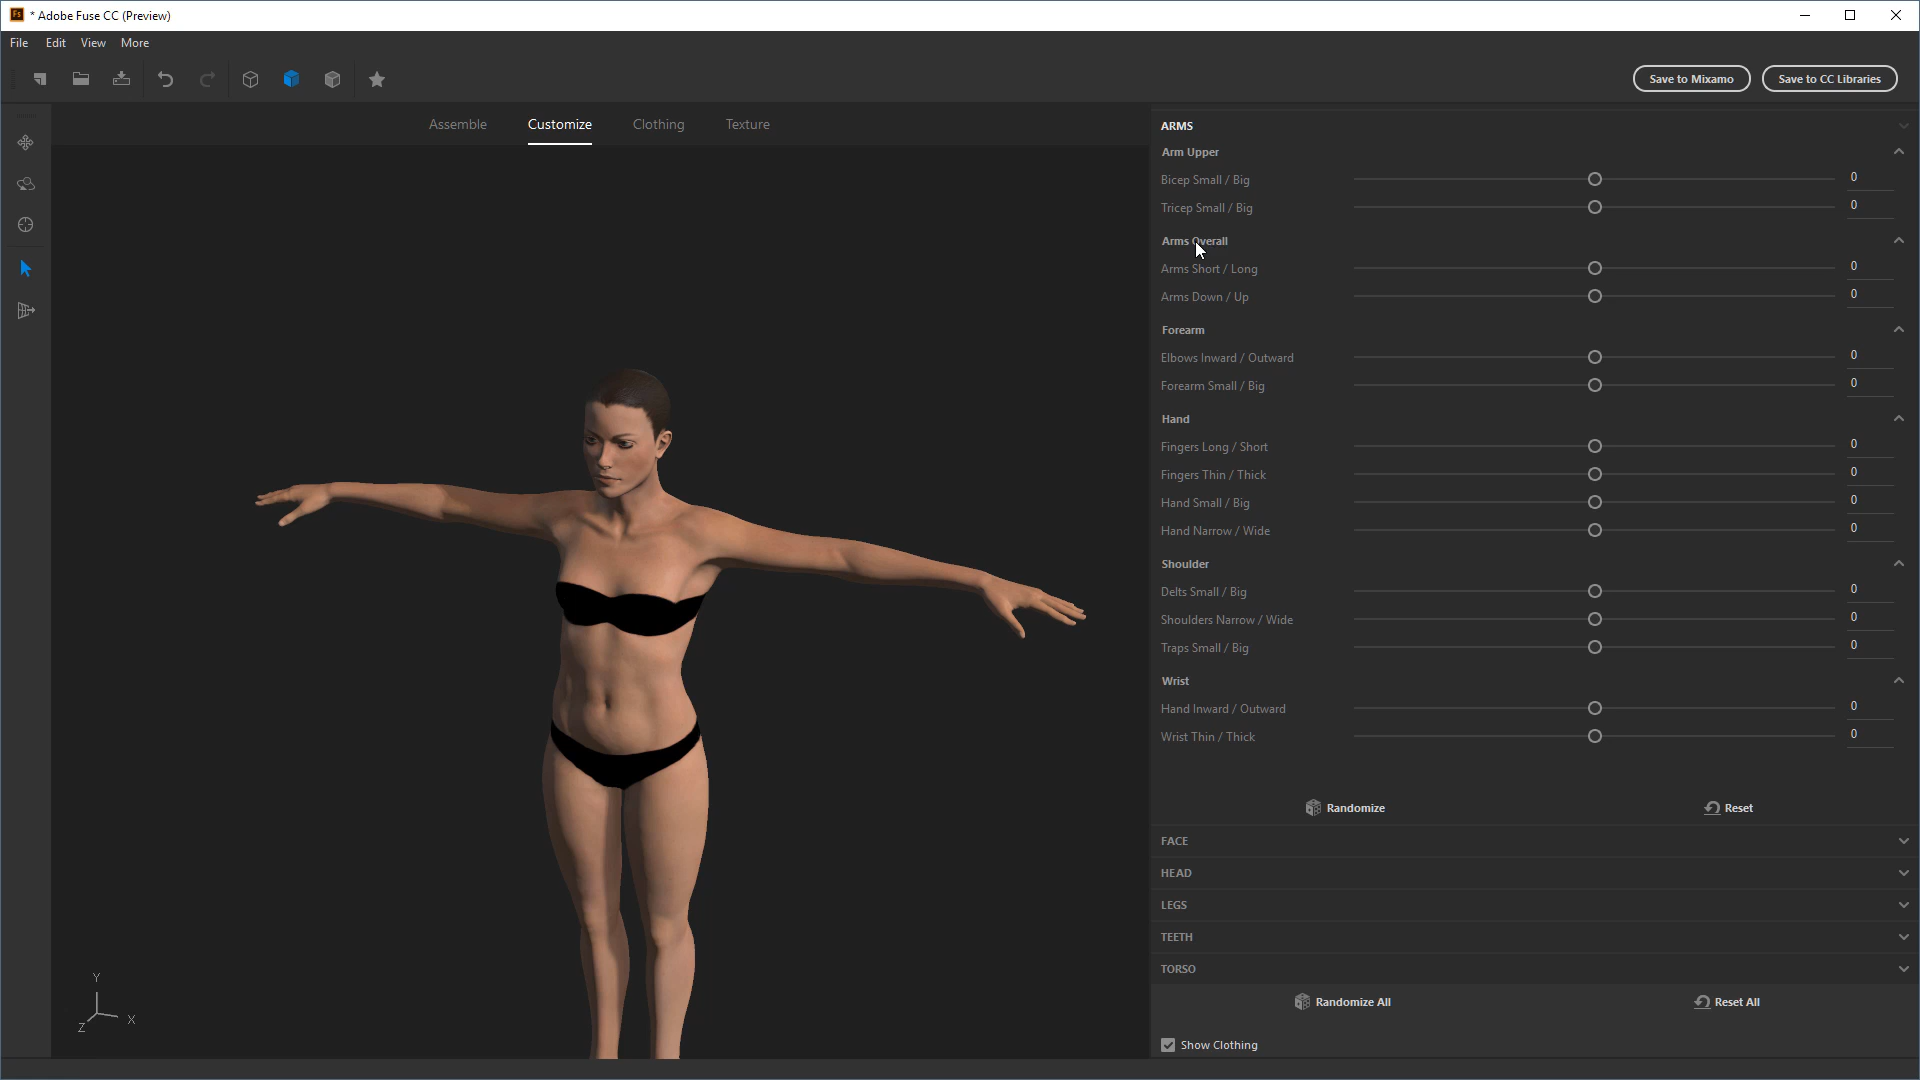 Fs * Adobe Fuse CC (Preview)
File Edit View More
Save to Mixamo Save to CC Libraries
Assemble Customize Clothing Texture
ARMS
Arm Upper
Bicep Small / Big 0
Tricep Small / Big 0
Arms Overall
Arms Short / Long 0
Arms Down / Up 0
Forearm
Elbows Inward / Outward 0
Forearm Small / Big 0
Hand
Fingers Long / Short 0
Fingers Thin / Thick 0
Hand Small / Big 0
Hand Narrow / Wide 0
Shoulder
Delts Small / Big 0
Shoulders Narrow / Wide 0
Traps Small / Big 0
Wrist
Hand Inward / Outward 0
Wrist Thin / Thick 0
Randomize Reset
FACE
HEAD
LEGS
TEETH
TORSO
Randomize All Reset All
Show Clothing
Y
X
Z